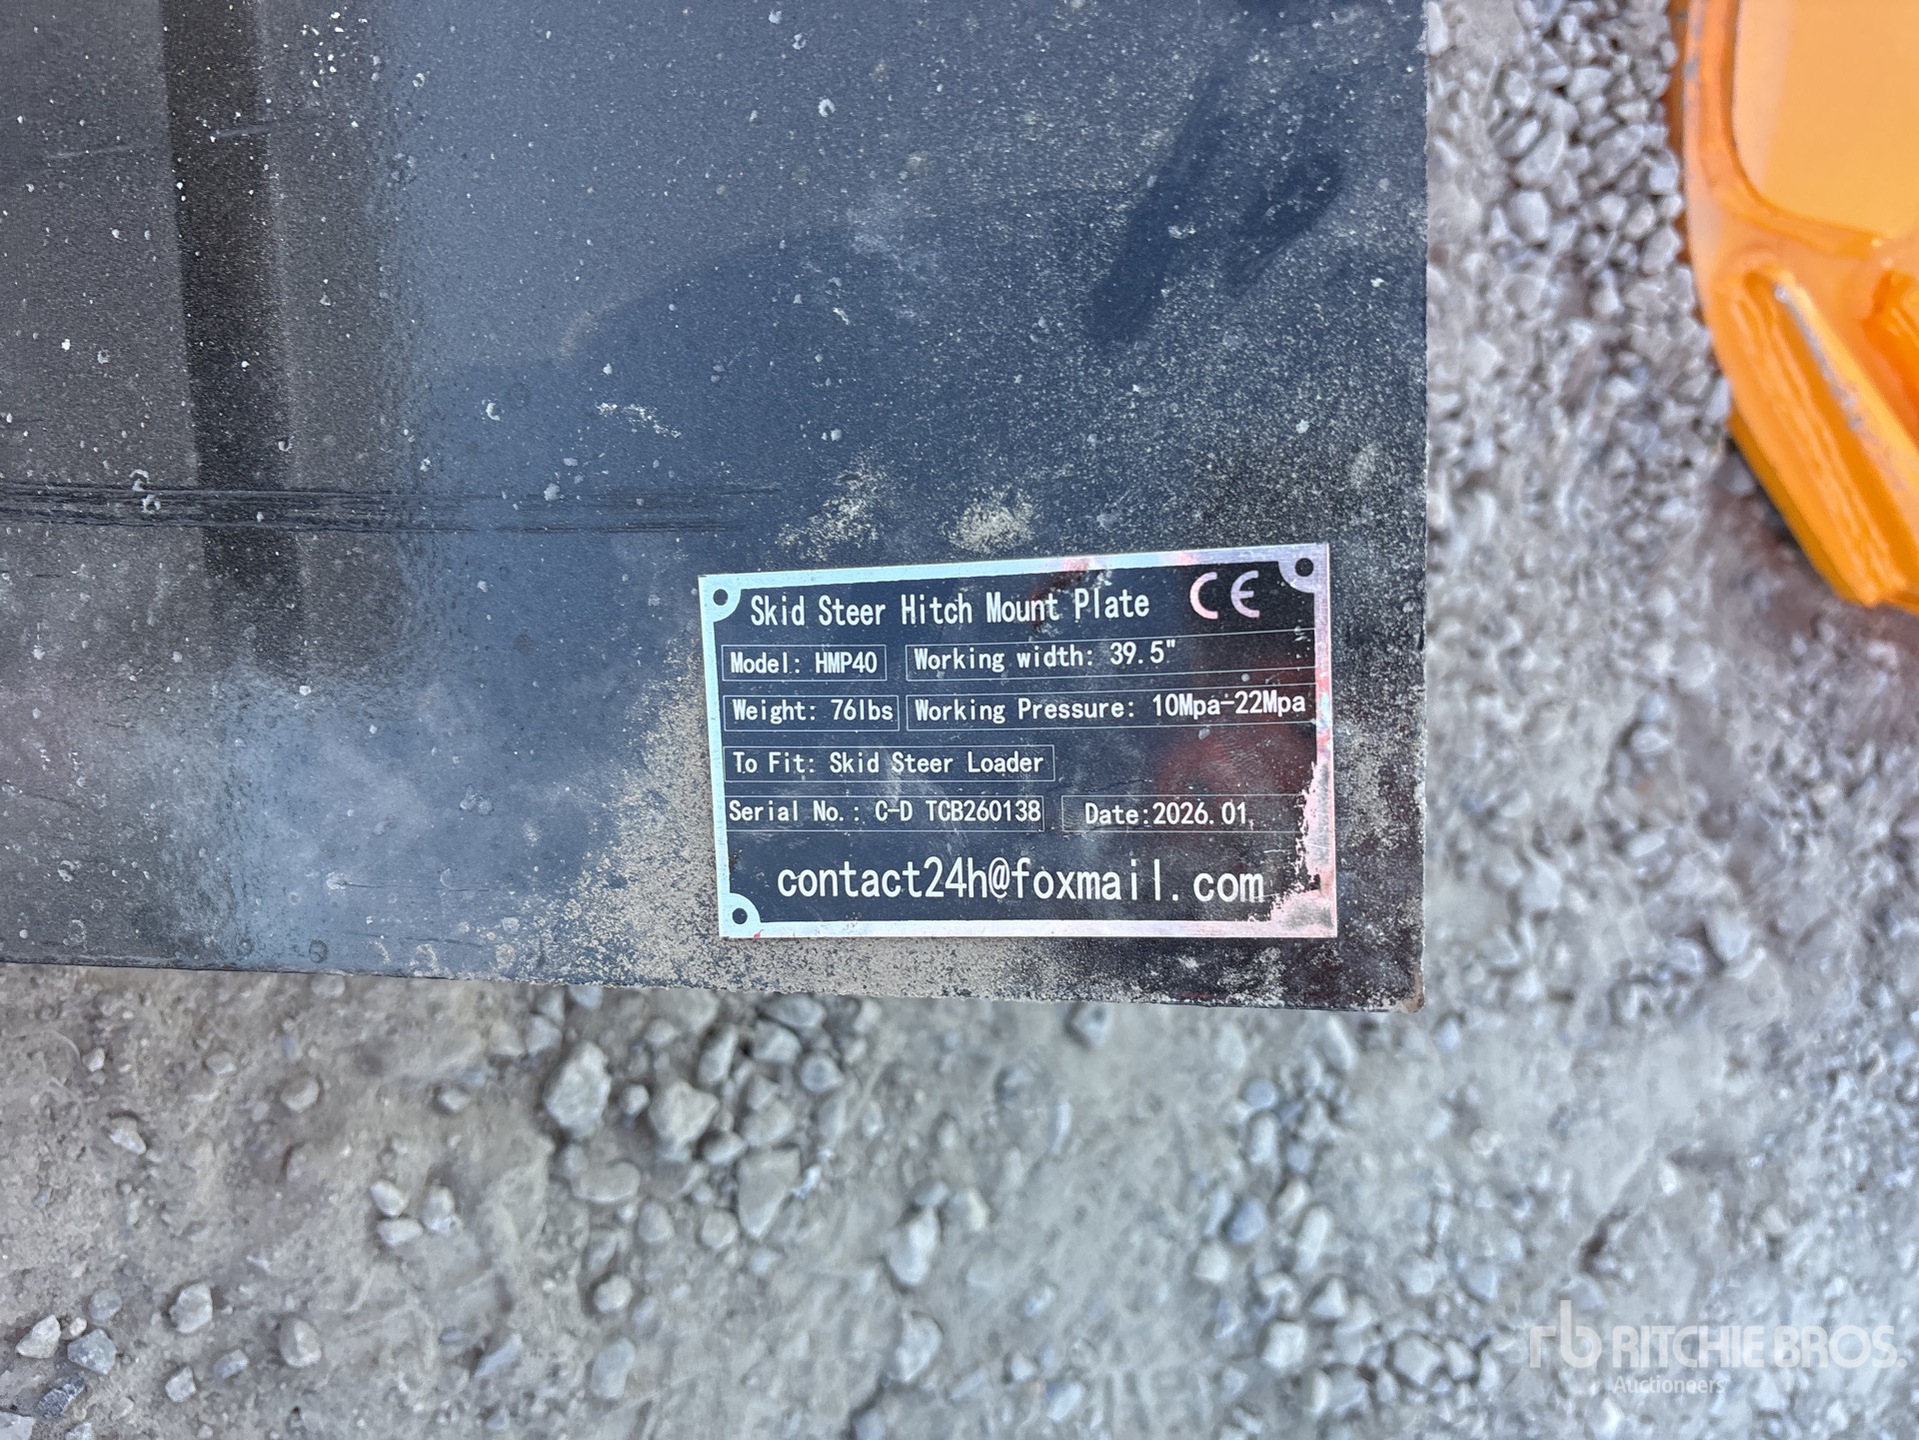 Skid Steer Hitch Mount Plate CE
Model: HMP40 Working width: 39.5"
Weight: 76lbs Working Pressure: 10Mpa-22Mpa
To Fit: Skid Steer Loader
Serial No.: C-D TCB260138 Date:2026.01.
contact24h@foxmail.com
rb RITCHIE BROS.
Auctioneers